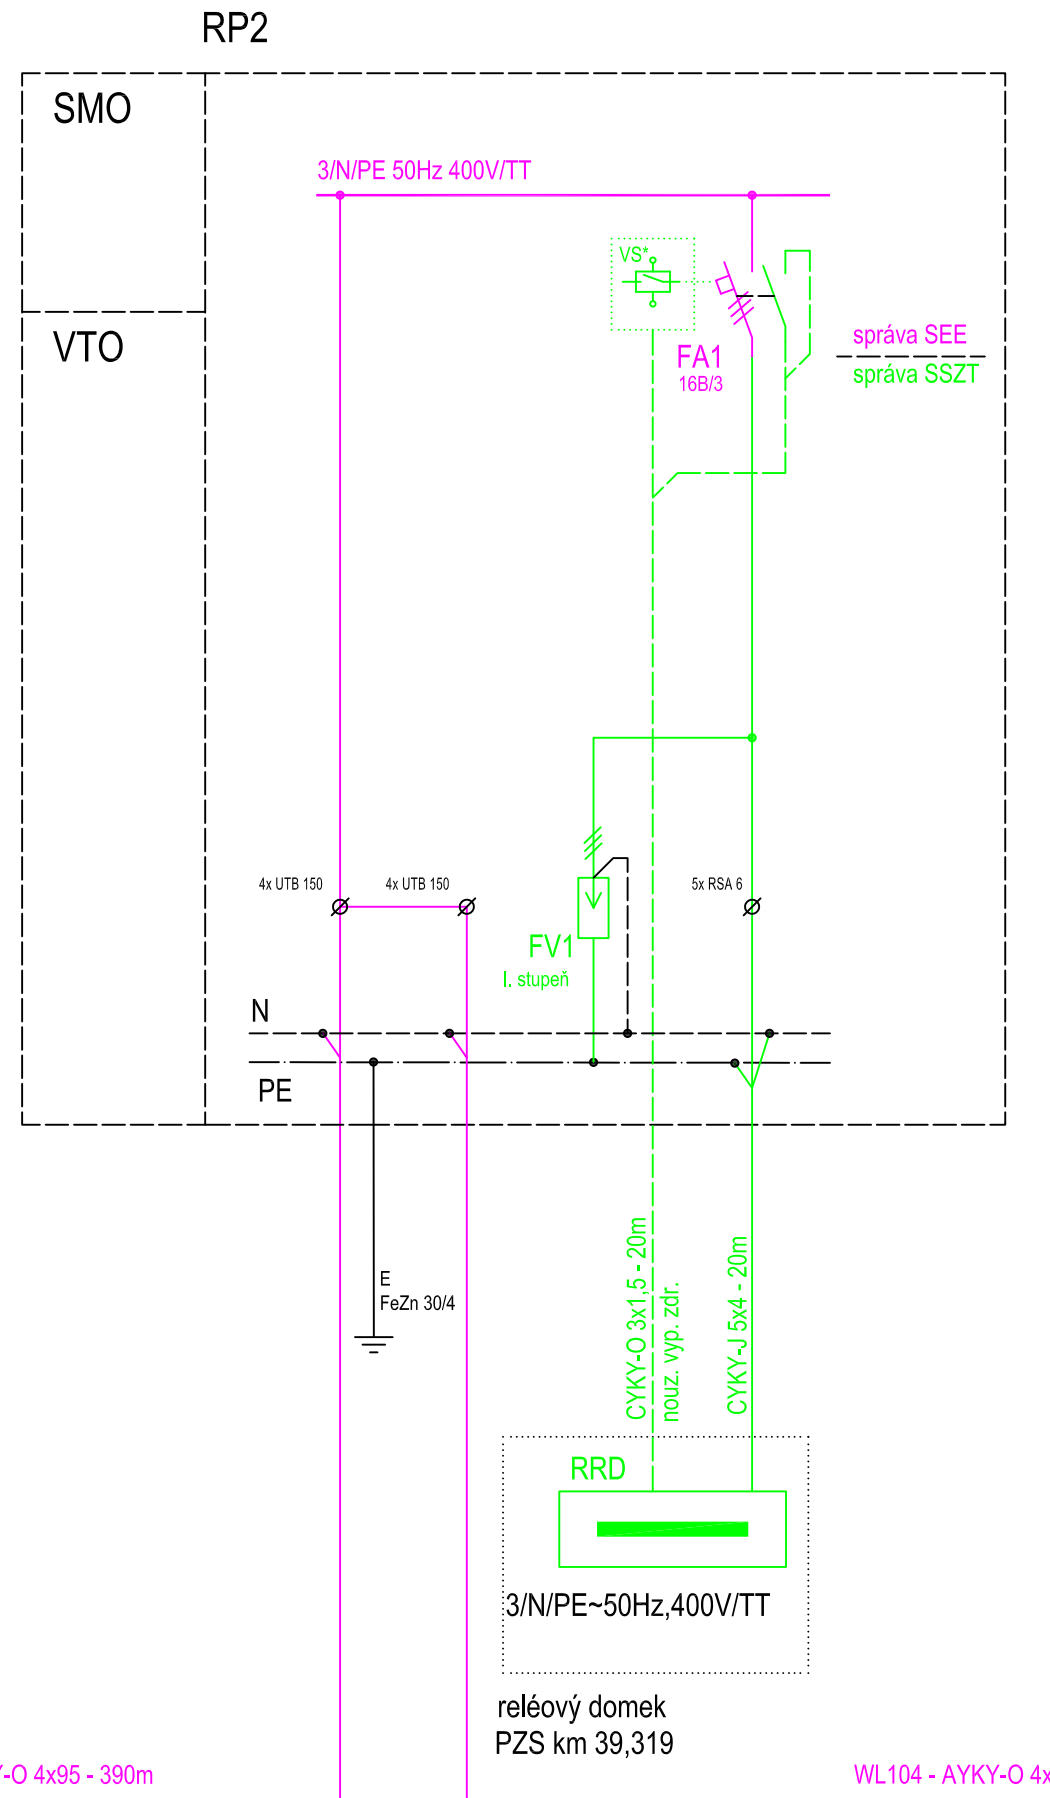 RP2
SMO
3/N/PE 50Hz 400V/TT
VS*
VTO
správa SEE
FA1
16B/3
správa SSZT
4x UTB 150
4x UTB 150
5x RSA 6
FV1
I. stupeň
N
PE
E
FeZn 30/4
CYKY-O 3x1,5 - 20m
nouz. vyp. zdr.
CYKY-J 5x4 - 20m
RRD
3/N/PE~50Hz,400V/TT
reléový domek
PZS km 39,319
-O 4x95 - 390m
WL104 - AYKY-O 4x